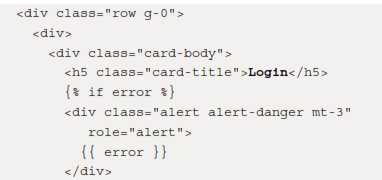 <div class="row g-0">
<div>
<div class="card-body">
<h5 class="card-title">Login</h5>
{% if error %}
<div class="alert alert-danger mt-3"
role="alert">
{{ error }}
</div>